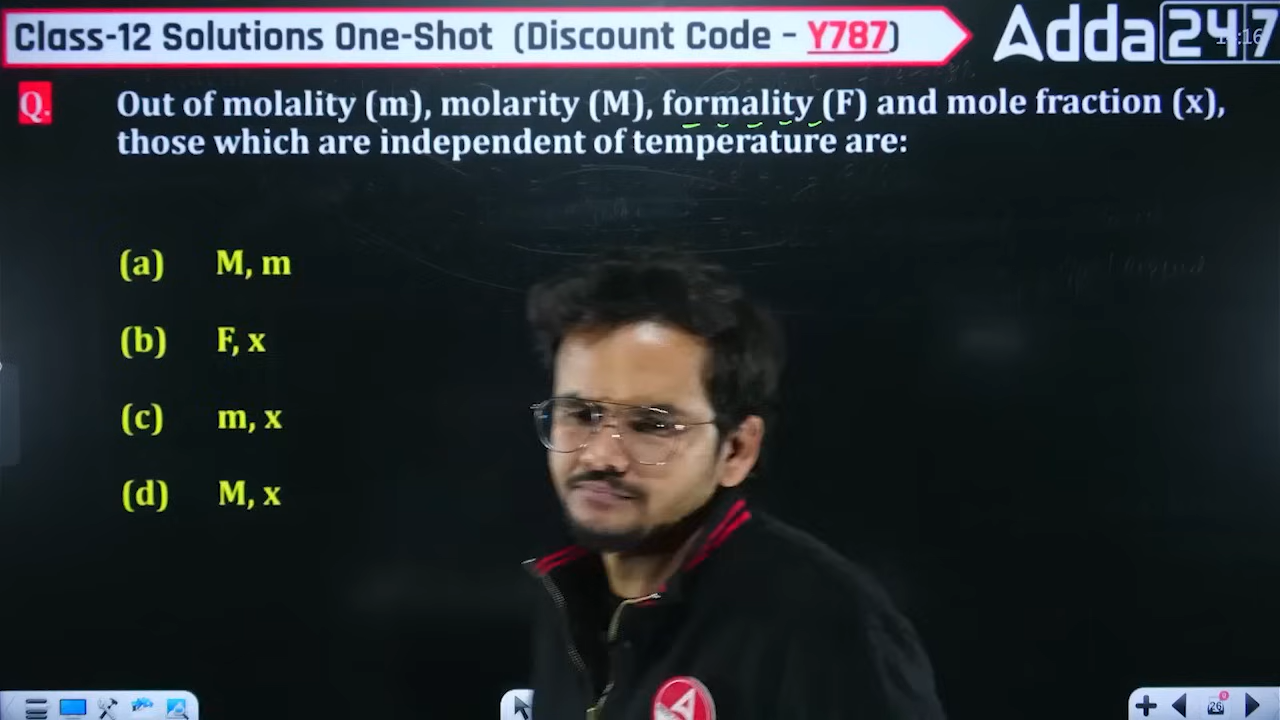 Class-12 Solutions One-Shot (Discount Code - Y787)
Adda247
Q. Out of molality (m), molarity (M), formality (F) and mole fraction (x),
those which are independent of temperature are:
(a) M, m
(b) F, x
(c) m, x
(d) M, x
26